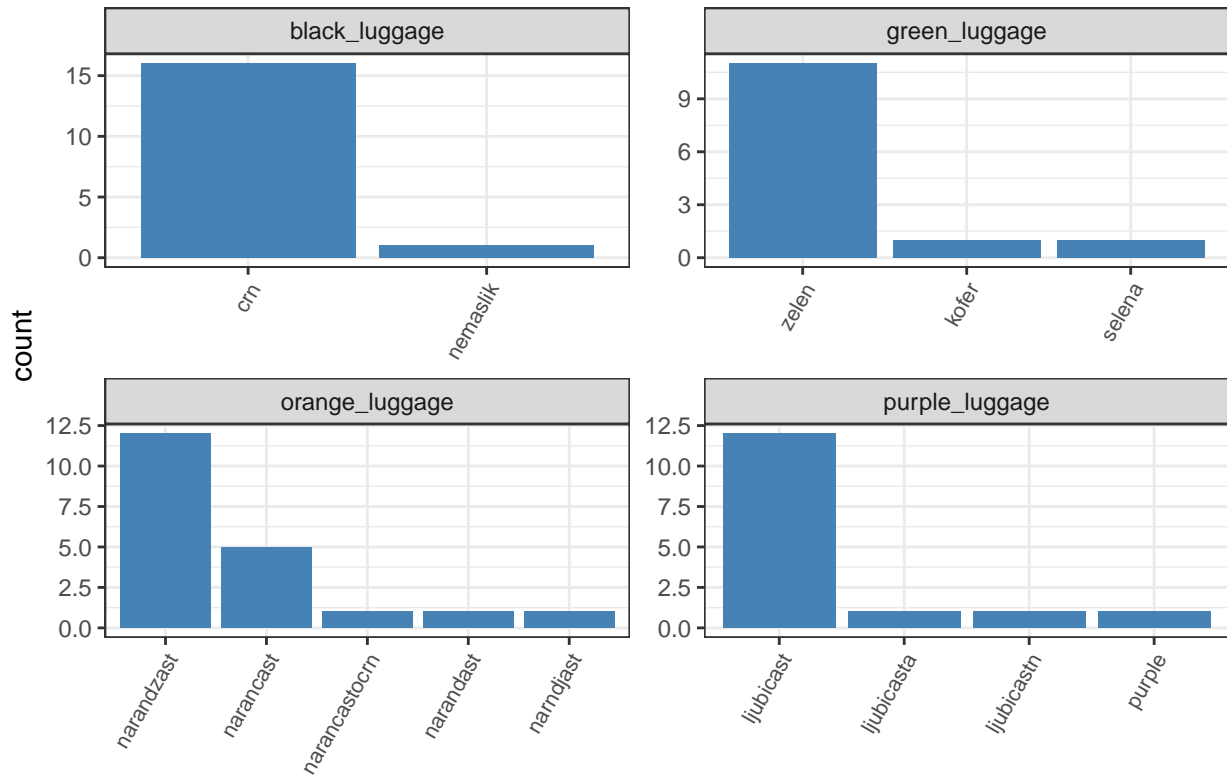 black_luggage
15
10
5
0
crn
nemaslik
green_luggage
9
6
3
0
zelen
kofer
selena
count
orange_luggage
12.5
10.0
7.5
5.0
2.5
0.0
narandzast
narancast
narancastocrn
narandast
narndjast
purple_luggage
12.5
10.0
7.5
5.0
2.5
0.0
ljubicast
ljubicasta
ljubicastn
purple